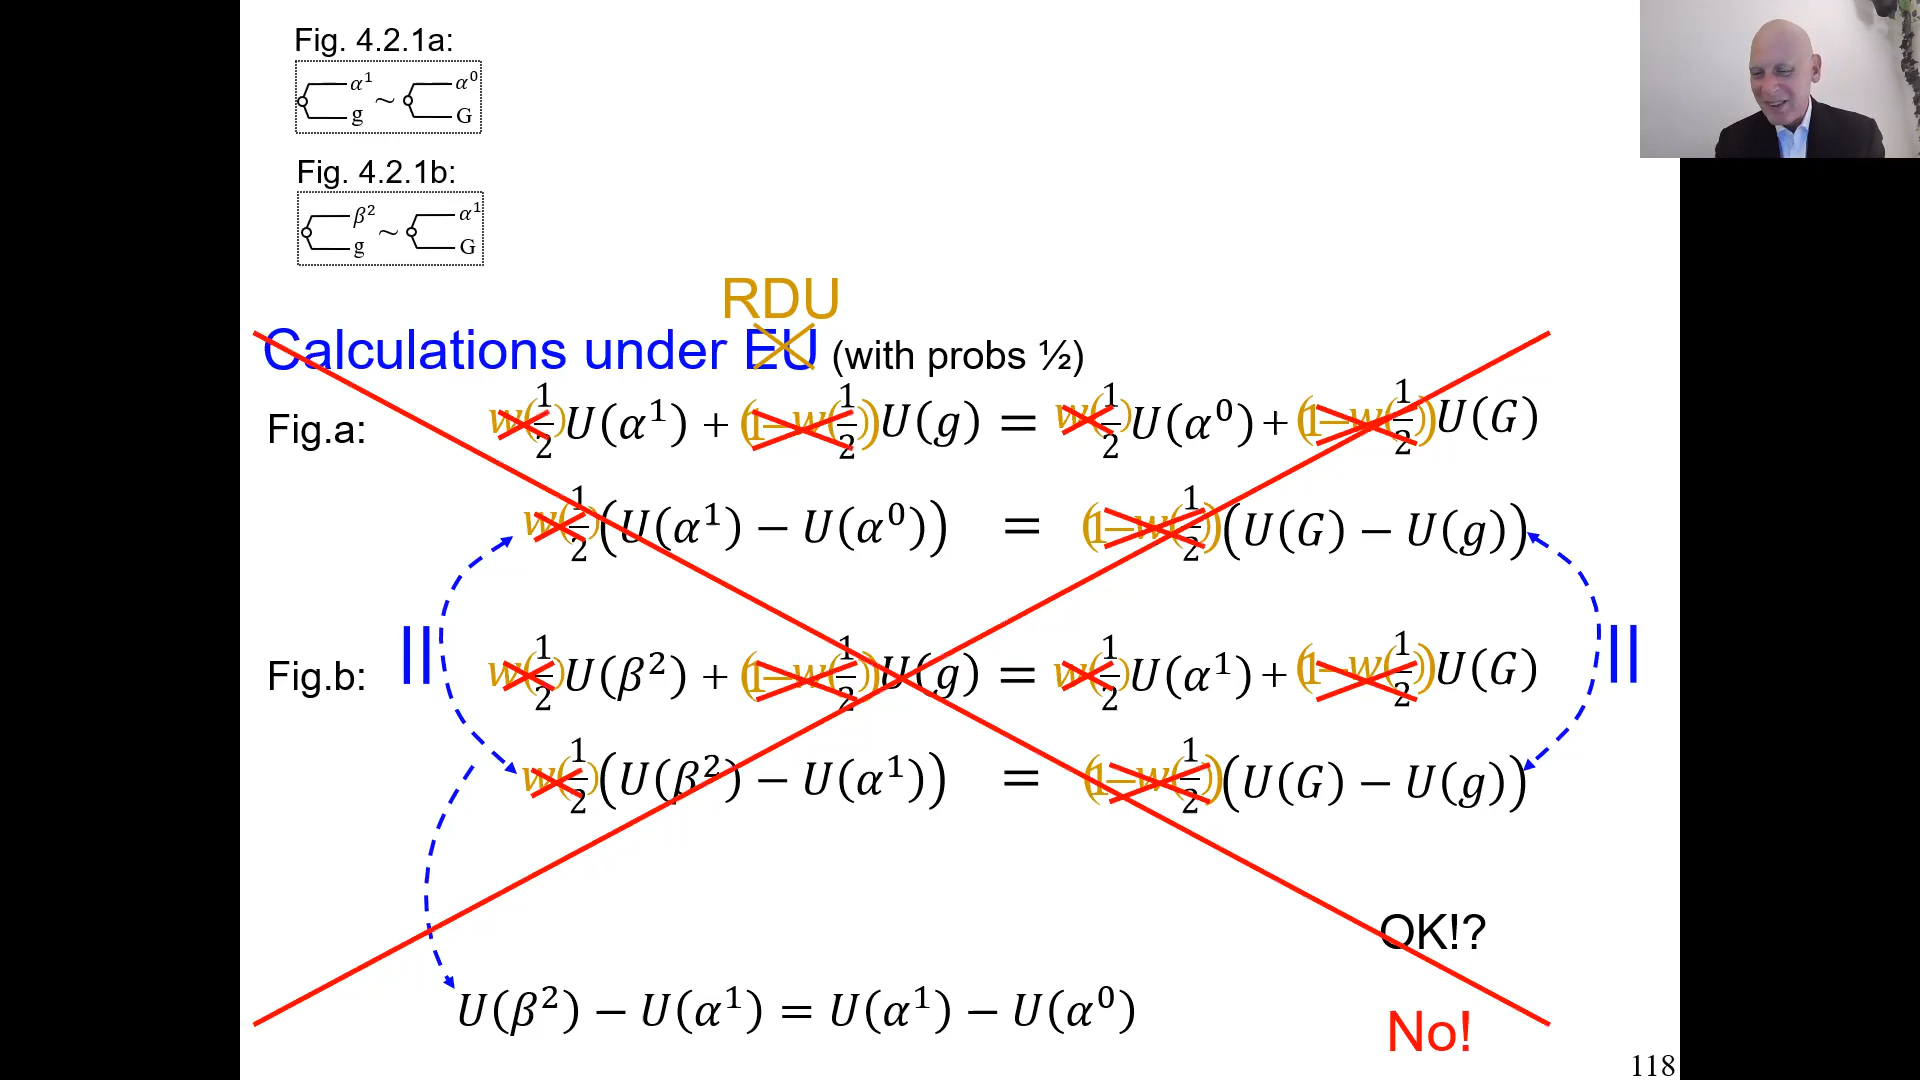 Fig. 4.2.1a:
α¹ ~ α⁰
g G
Fig. 4.2.1b:
β² ~ α¹
g G
RDU
Calculations under EU (with probs ½)
Fig.a: w(1/2)U(α¹) + (1−w(1/2))U(g) = w(1/2)U(α⁰) + (1−w(1/2))U(G)
w(1/2)(U(α¹) − U(α⁰)) = (1−w(1/2))(U(G) − U(g))
|| ||
Fig.b: w(1/2)U(β²) + (1−w(1/2))U(g) = w(1/2)U(α¹) + (1−w(1/2))U(G)
w(1/2)(U(β²) − U(α¹)) = (1−w(1/2))(U(G) − U(g))
OK!?
U(β²) − U(α¹) = U(α¹) − U(α⁰)
No!
118